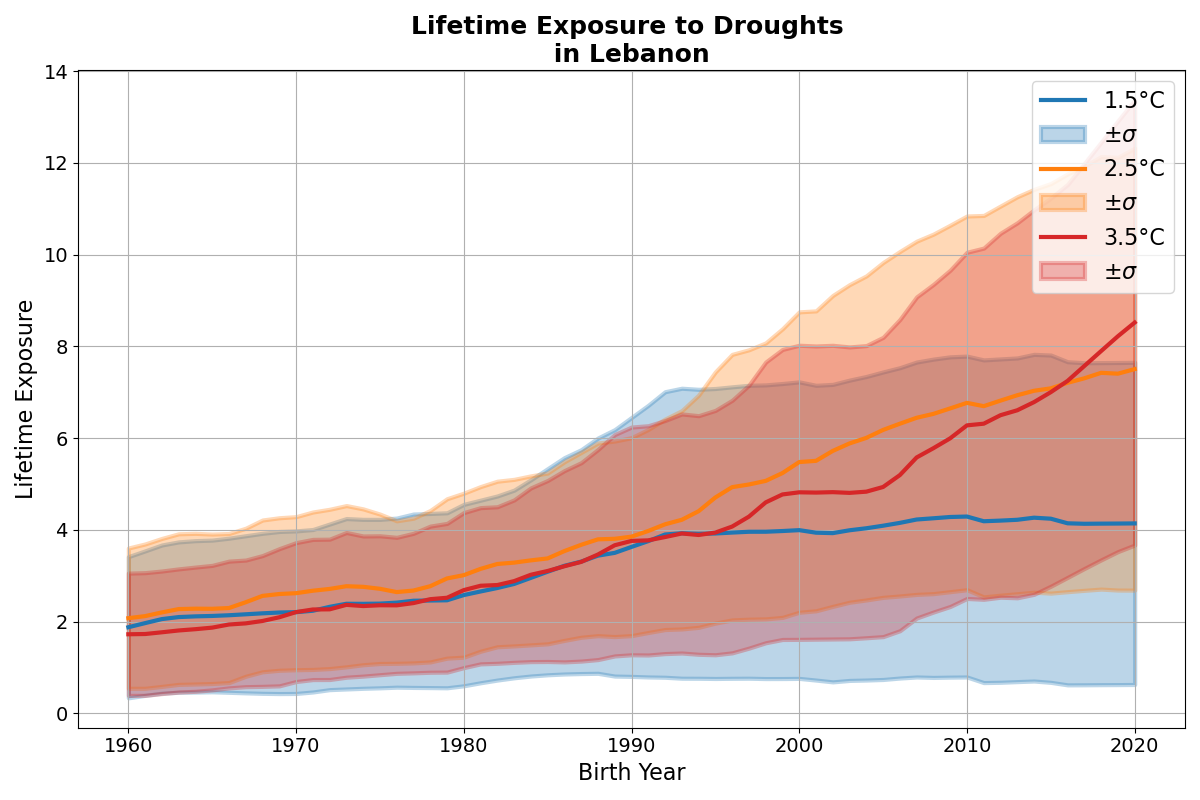 Lifetime Exposure to Droughts
in Lebanon
14
12
10
8
6
4
2
0
Lifetime Exposure
1960
1970
1980
1990
2000
2010
2020
Birth Year
1.5°C
±σ
2.5°C
±σ
3.5°C
±σ